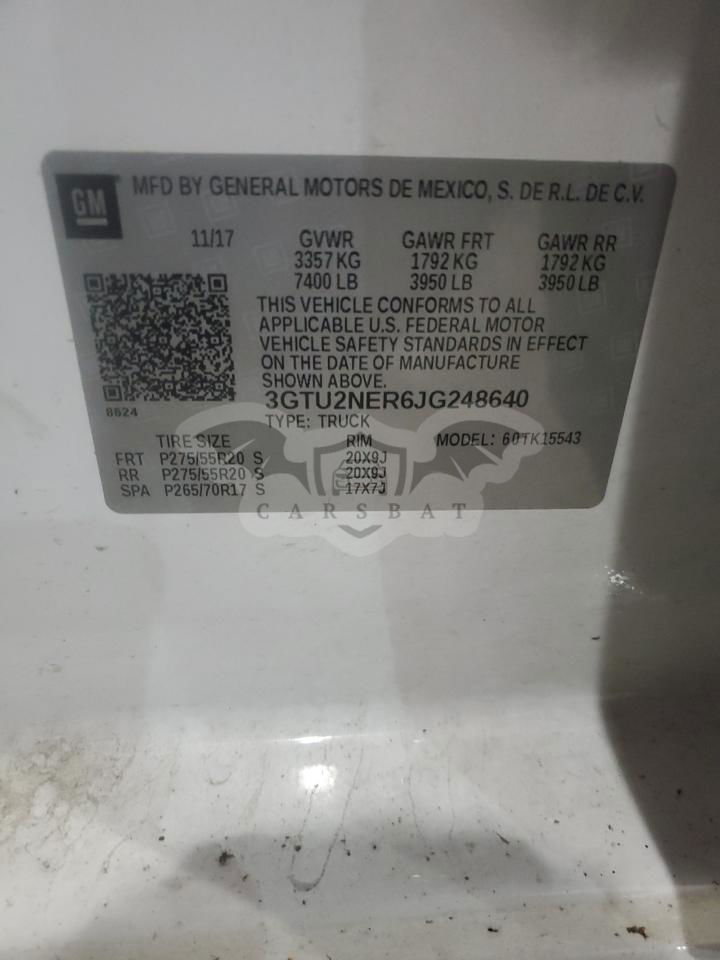 GM MFD BY GENERAL MOTORS DE MEXICO, S. DE R.L. DE C.V.
11/17 GVWR GAWR FRT GAWR RR
3357 KG 1792 KG 1792 KG
7400 LB 3950 LB 3950 LB
THIS VEHICLE CONFORMS TO ALL
APPLICABLE U.S. FEDERAL MOTOR
VEHICLE SAFETY STANDARDS IN EFFECT
ON THE DATE OF MANUFACTURE
SHOWN ABOVE.
3GTU2NER6JG248640
8624
TYPE: TRUCK
TIRE SIZE RIM MODEL: 60TK15543
FRT P275/55R20 S 20X9J
RR P275/55R20 S 20X9J
SPA P265/70R17 S 17X7J
CARSBAT